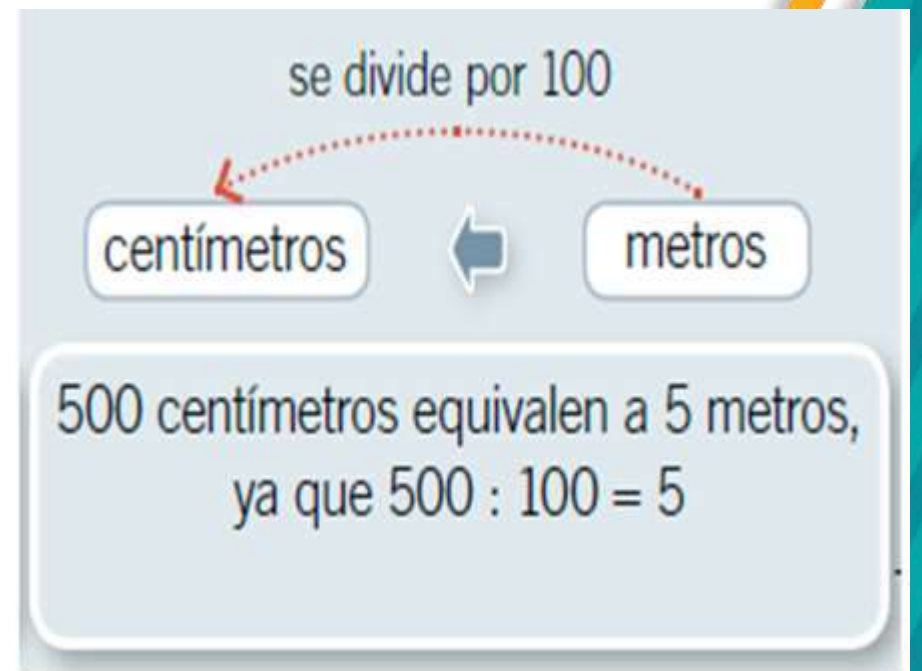 se divide por 100
centímetros
metros
500 centímetros equivalen a 5 metros,
ya que 500 : 100 = 5
.